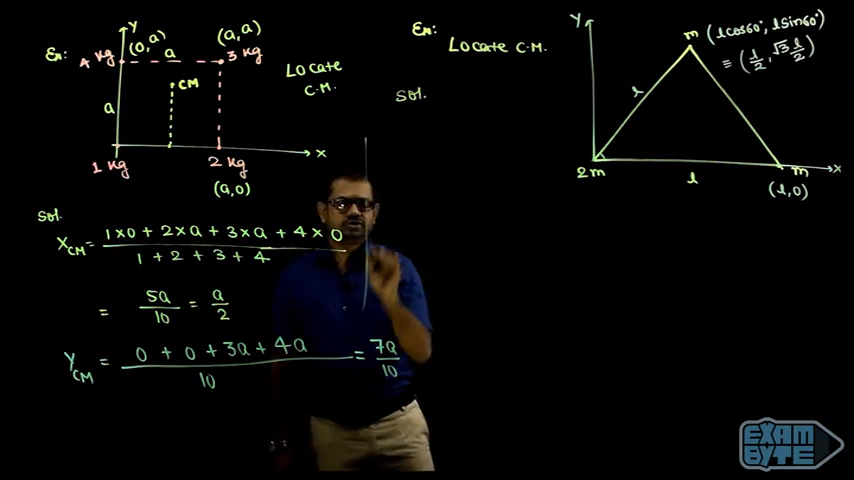 Ex:
Y
(0, a)
(a, a)
4 kg
a
3 kg
CM
Locate
C.M.
a
X
1 kg
2 kg
(a, 0)
Sol.
X_CM = (1×0 + 2×a + 3×a + 4×0) / (1 + 2 + 3 + 4)
= 5a/10 = a/2
Y_CM = (0 + 0 + 3a + 4a) / 10 = 7a/10
Ex:
Locate C.M.
Sol.
Y
m (l cos60°, l sin60°)
≡ (l/2, √3 l/2)
l
2m
l
m
X
(l, 0)
EXAM
BYTE